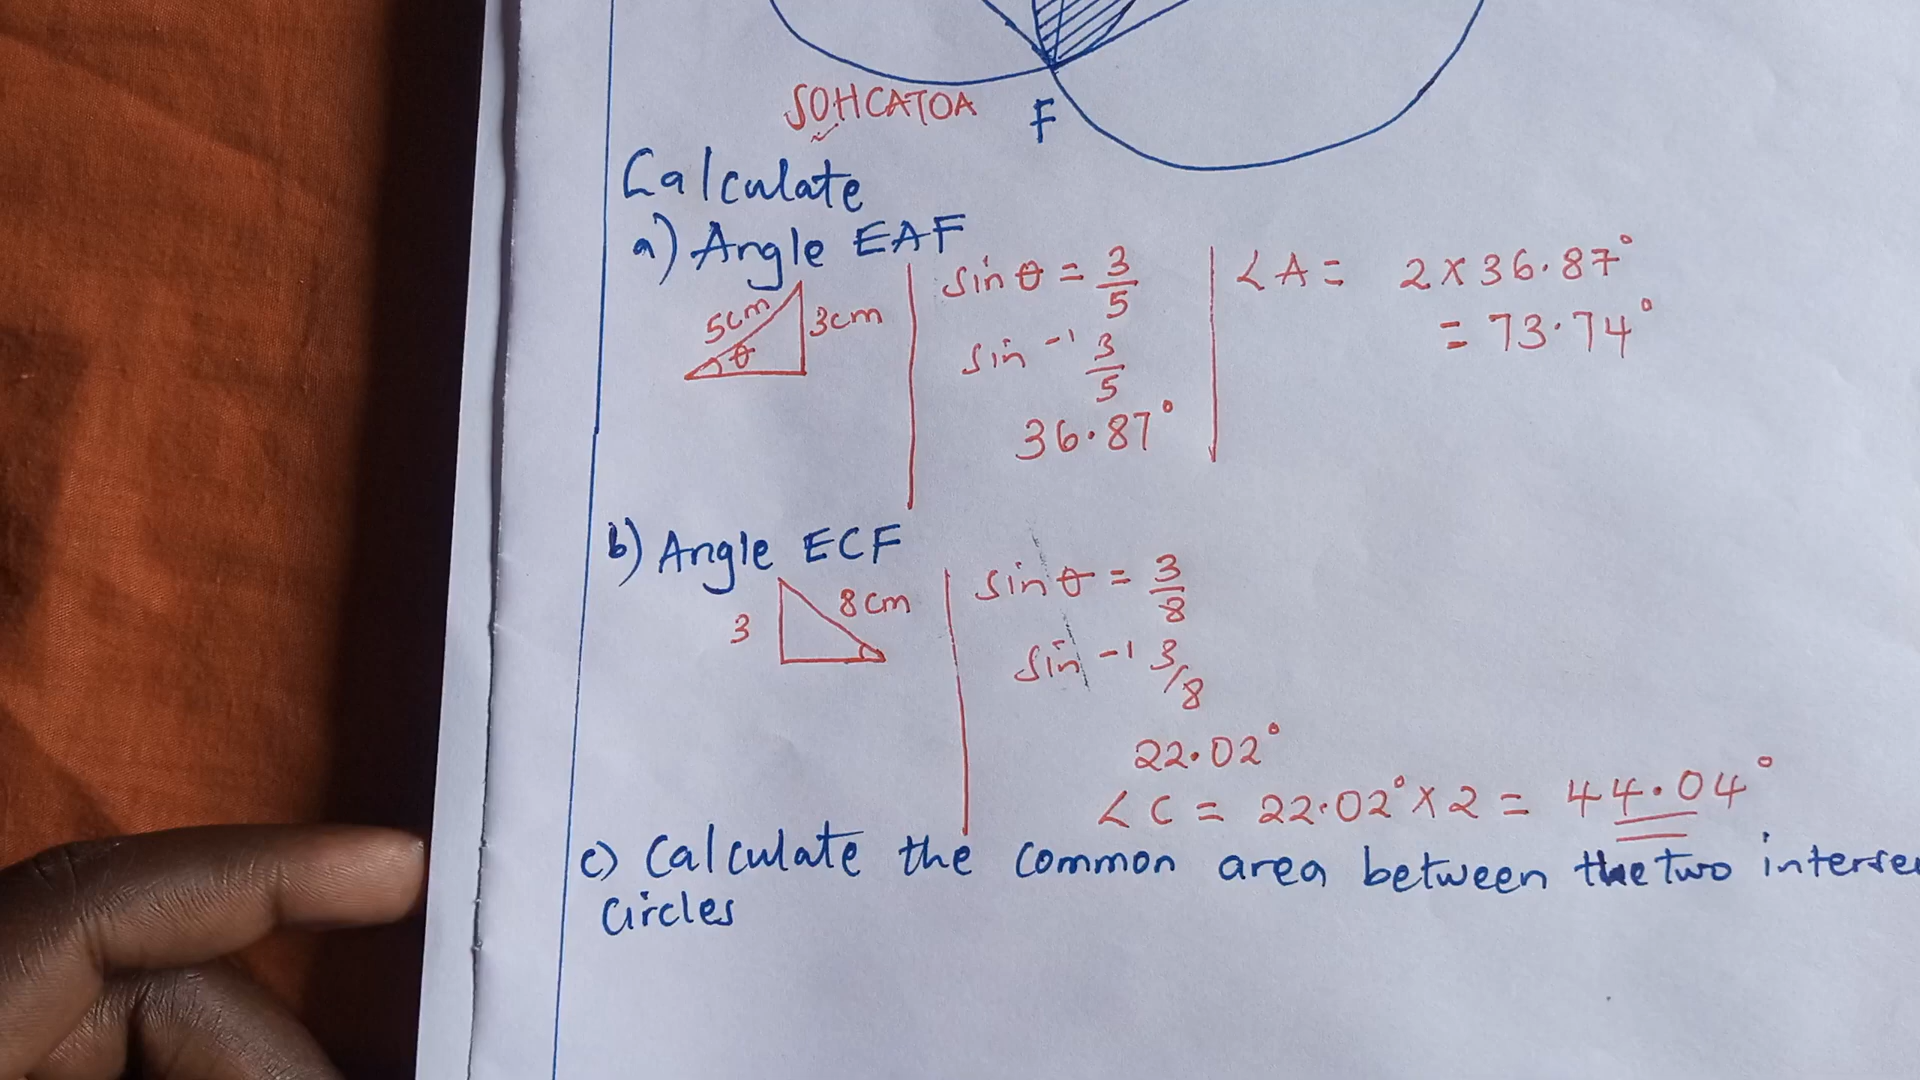 SOHCATOA
F
Calculate
a) Angle EAF
5cm
3cm
θ
sin θ = 3/5
sin⁻¹ 3/5
36.87°
∠A = 2 x 36.87°
= 73.74°
b) Angle ECF
3
8cm
sin θ = 3/8
sin⁻¹ 3/8
22.02°
∠C = 22.02° x 2 = 44.04°
c) Calculate the common area between the two
circles